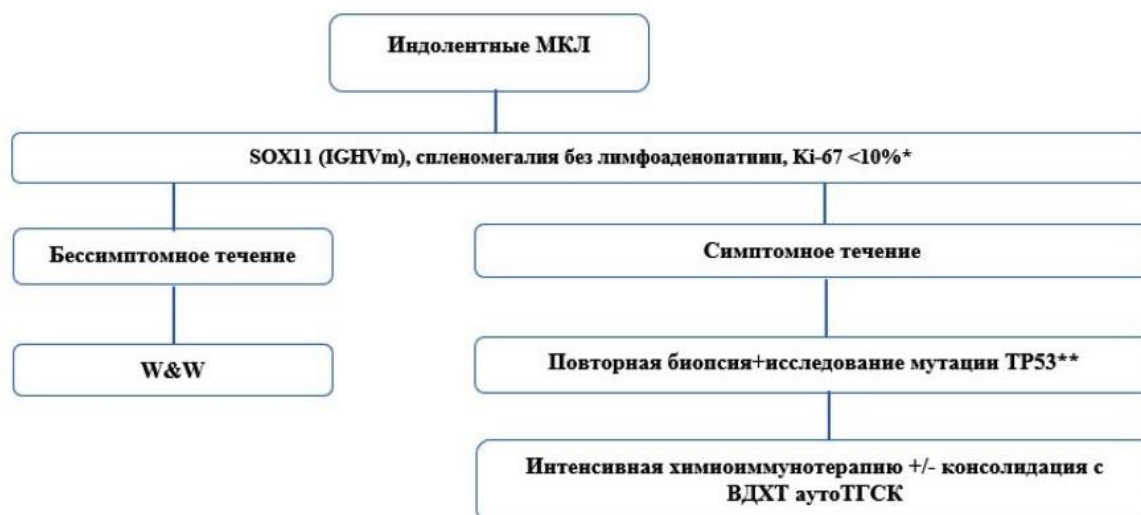 Индолентные МКЛ
SOX11 (IGHVm), спленомегалия без лимфоаденопатиии, Ki-67 <10%*
Бессимптомное течение
Симптомное течение
W&W
Повторная биопсия+исследование мутации TP53**
Интенсивная химиоиммунотерапию +/- консолидация с
ВДХТ аутоТГСК